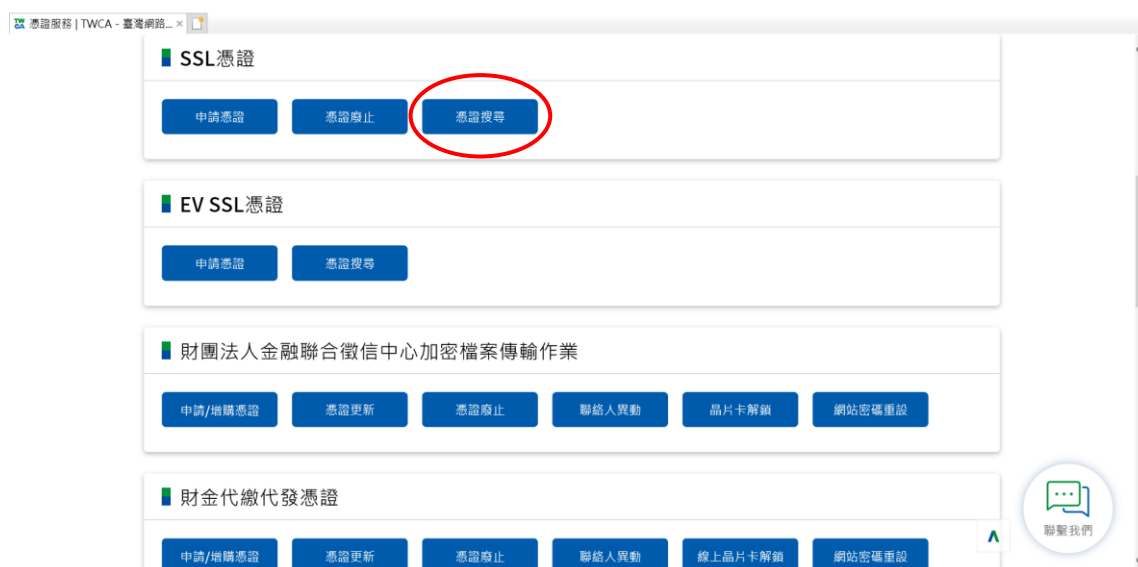 TWCA 憑證服務 | TWCA - 臺灣網路... ×
SSL憑證
申請憑證 憑證廢止 憑證搜尋
EV SSL憑證
申請憑證 憑證搜尋
財團法人金融聯合徵信中心加密檔案傳輸作業
申請/增購憑證 憑證更新 憑證廢止 聯絡人異動 晶片卡解鎖 網站密碼重設
財金代繳代發憑證
聯繫我們
申請/增購憑證 憑證更新 憑證廢止 聯絡人異動 線上晶片卡解鎖 網站密碼重設